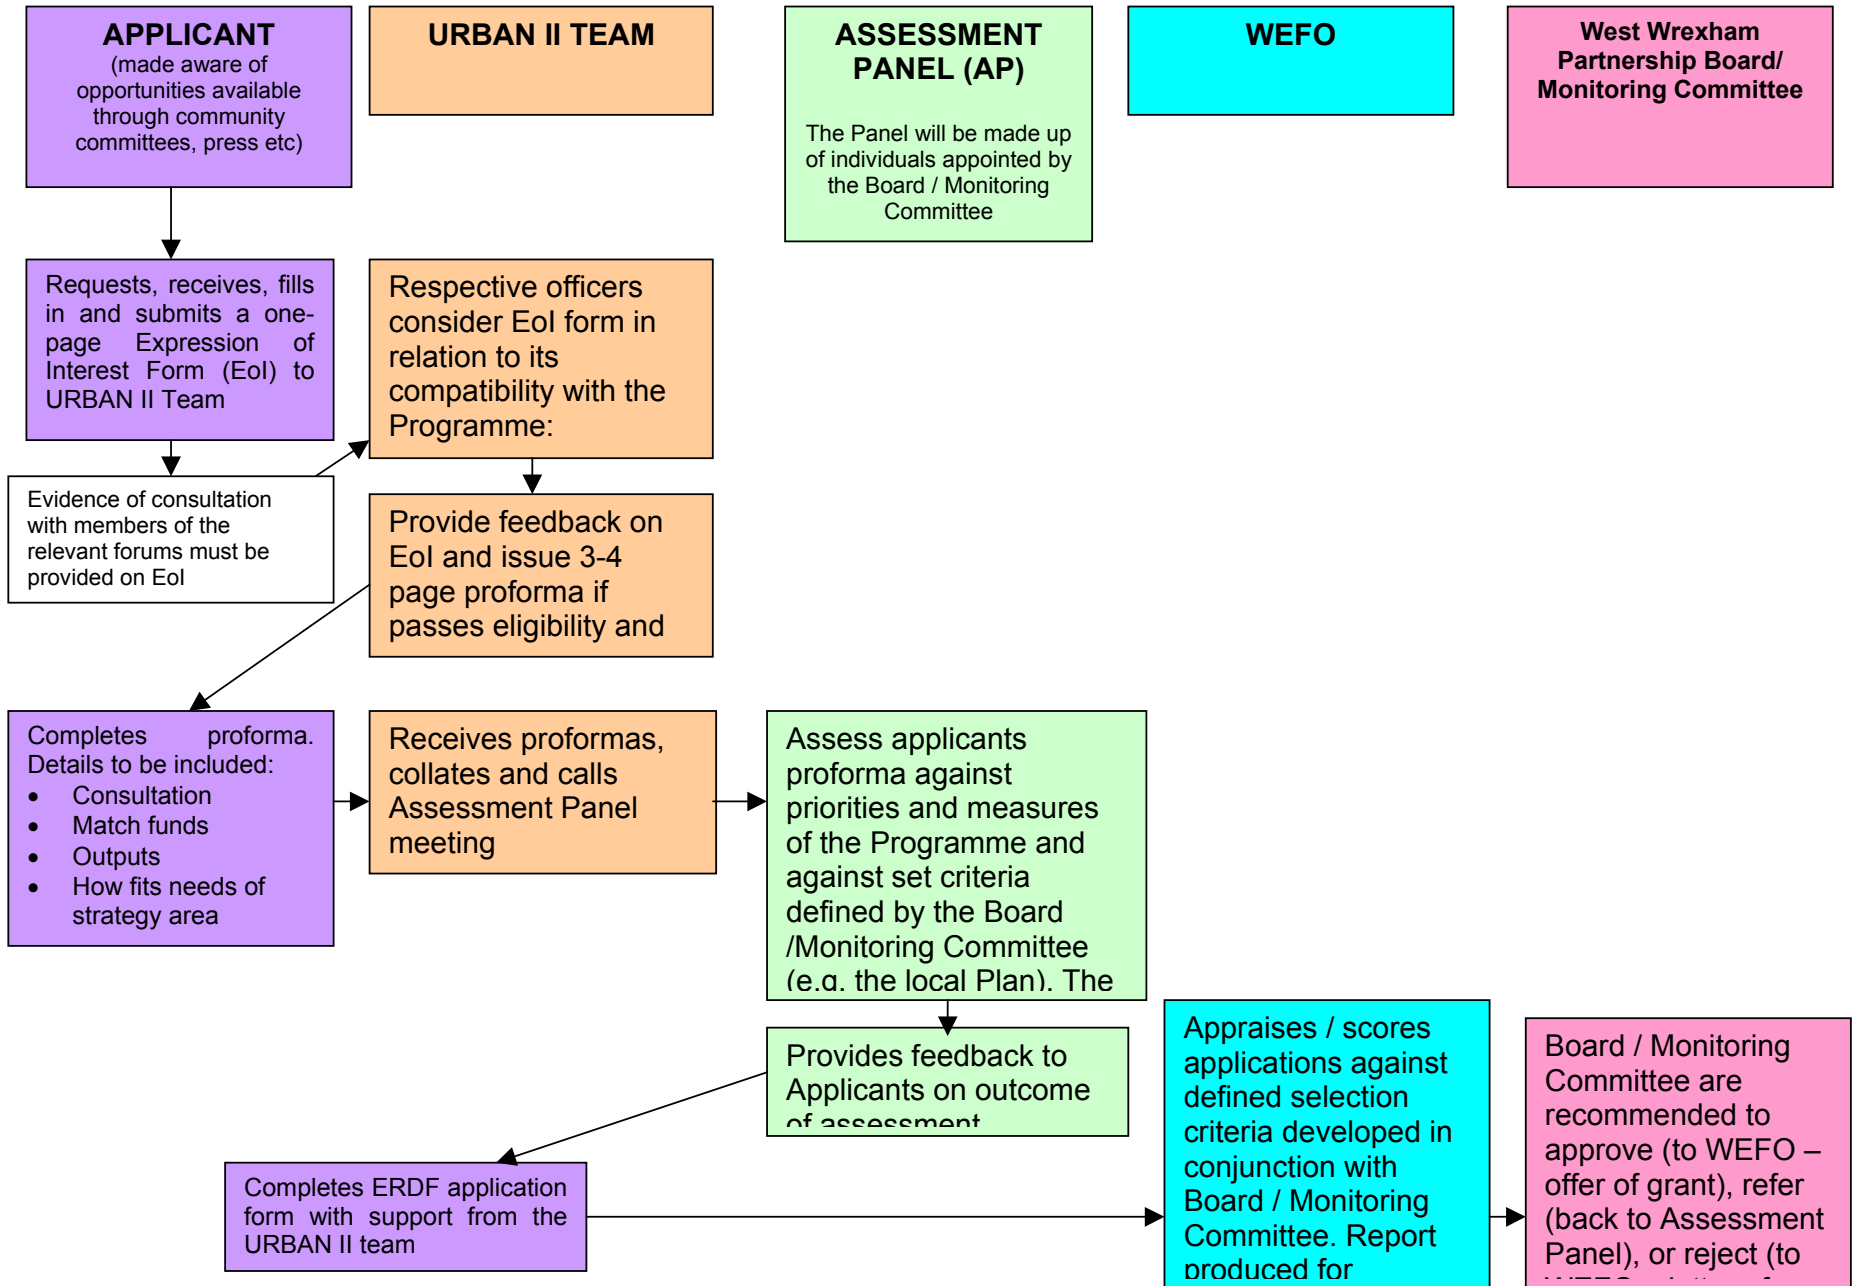 APPLICANT
(made aware of
opportunities available
through community
committees, press etc)
URBAN II TEAM
ASSESSMENT
PANEL (AP)
The Panel will be made up
of individuals appointed by
the Board / Monitoring
Committee
WEFO
West Wrexham
Partnership Board/
Monitoring Committee
Requests, receives, fills
in and submits a one-
page Expression of
Interest Form (EoI) to
URBAN II Team
Respective officers
consider EoI form in
relation to its
compatibility with the
Programme:
Evidence of consultation
with members of the
relevant forums must be
provided on EoI
Provide feedback on
EoI and issue 3-4
page proforma if
passes eligibility and
Completes proforma.
Details to be included:
• Consultation
• Match funds
• Outputs
• How fits needs of
strategy area
Receives proformas,
collates and calls
Assessment Panel
meeting
Assess applicants
proforma against
priorities and measures
of the Programme and
against set criteria
defined by the Board
/Monitoring Committee
(e.g. the local Plan). The
Provides feedback to
Applicants on outcome
of assessment
Completes ERDF application
form with support from the
URBAN II team
Appraises / scores
applications against
defined selection
criteria developed in
conjunction with
Board / Monitoring
Committee. Report
produced for
Board / Monitoring
Committee are
recommended to
approve (to WEFO –
offer of grant), refer
(back to Assessment
Panel), or reject (to